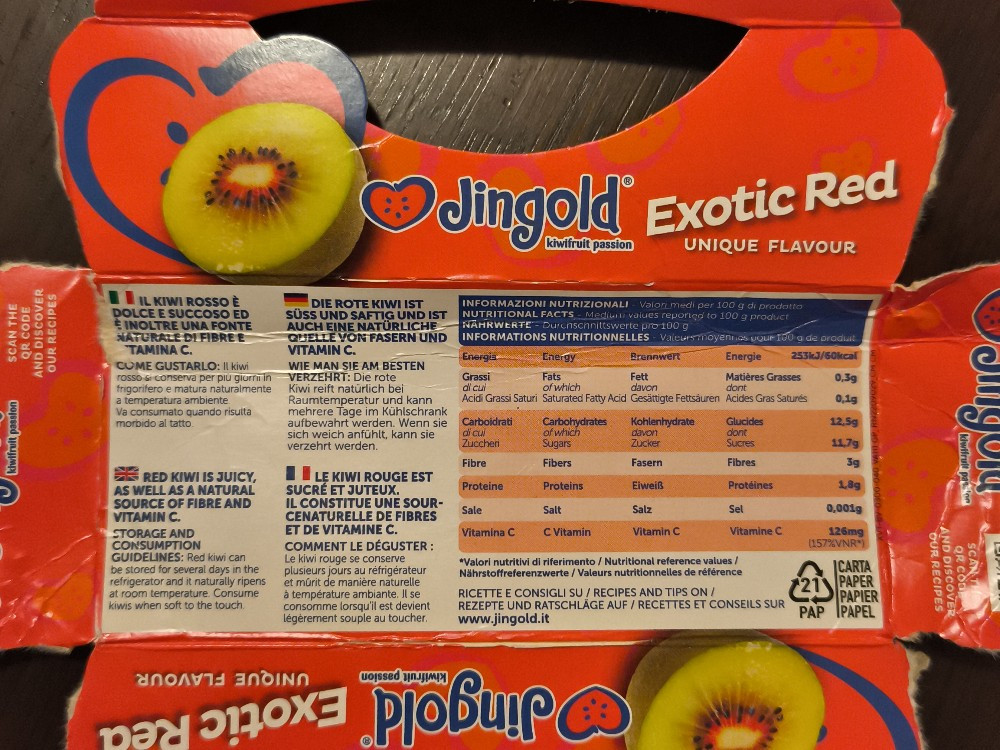 Jingold®
kiwifruit passion
Exotic Red
UNIQUE FLAVOUR
SCAN THE
QR CODE
AND DISCOVER
OUR RECIPES
kiwifruit passion
IL KIWI ROSSO È
DOLCE E SUCCOSO ED
È INOLTRE UNA FONTE
NATURALE DI FIBRE E
TAMINA C.
COME GUSTARLO: Il kiwi
rosso si conserva per più giorni in
frigorifero e matura naturalmente
a temperatura ambiente.
Va consumato quando risulta
morbido al tatto.
DIE ROTE KIWI IST
SÜSS UND SAFTIG UND IST
AUCH EINE NATÜRLICHE
QUELLE VON FASERN UND
VITAMIN C.
WIE MAN SIE AM BESTEN
VERZEHRT: Die rote
Kiwi reift natürlich bei
Raumtemperatur und kann
mehrere Tage im Kühlschrank
aufbewahrt werden. Wenn sie
sich weich anfühlt, kann sie
verzehrt werden.
RED KIWI IS JUICY,
AS WELL AS A NATURAL
SOURCE OF FIBRE AND
VITAMIN C.
STORAGE AND
CONSUMPTION
GUIDELINES: Red kiwi can
be stored for several days in the
refrigerator and it naturally ripens
at room temperature. Consume
kiwis when soft to the touch.
LE KIWI ROUGE EST
SUCRÉ ET JUTEUX.
IL CONSTITUE UNE SOUR-
CENATURELLE DE FIBRES
ET DE VITAMINE C.
COMMENT LE DÉGUSTER :
Le kiwi rouge se conserve
plusieurs jours au réfrigérateur
et mûrit de manière naturelle
à température ambiante. Il se
consomme lorsqu'il est devient
légèrement souple au toucher.
INFORMAZIONI NUTRIZIONALI - Valori medi per 100 g di prodotto
NUTRITIONAL FACTS - Medium values reported to 100 g product
NÄHRWERTE - Durchschnittswerte pro 100 g
INFORMATIONS NUTRITIONNELLES - Valeurs moyennes pour 100 g de produit
Energia Energy Brennwert Energie 253kJ/60kcal
Grassi Fats Fett Matières Grasses 0,3g
di cui of which davon dont
Acidi Grassi Saturi Saturated Fatty Acid Gesättigte Fettsäuren Acides Gras Saturés 0,1g
Carboidrati Carbohydrates Kohlenhydrate Glucides 12,5g
di cui of which davon dont
Zuccheri Sugars Zucker Sucres 11,7g
Fibre Fibers Fasern Fibres 3g
Proteine Proteins Eiweiß Protéines 1,8g
Sale Salt Salz Sel 0,001g
Vitamina C C Vitamin Vitamin C Vitamine C 126mg
(157%VNR*)
*Valori nutritivi di riferimento / Nutritional reference values /
Nährstoffreferenzwerte / Valeurs nutritionnelles de référence
RICETTE E CONSIGLI SU / RECIPES AND TIPS ON /
REZEPTE UND RATSCHLÄGE AUF / RECETTES ET CONSEILS SUR
www.jingold.it
21
PAP
CARTA
PAPER
PAPIER
PAPEL
Jingold
kiwifruit passion
SCAN THE
QR CODE
AND DISCOVER
OUR RECIPES
Jingold®
kiwifruit passion
Exotic Red
UNIQUE FLAVOUR